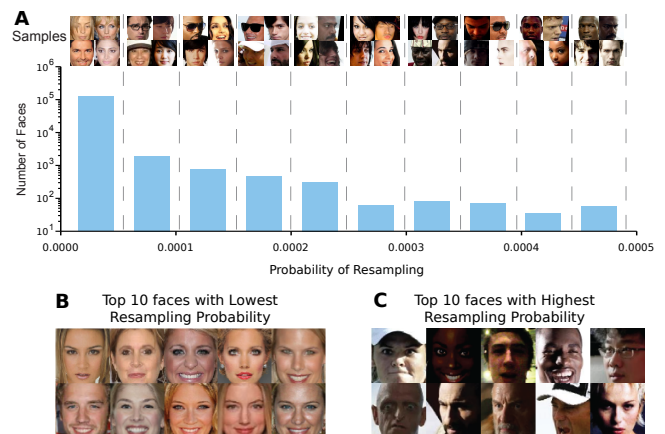 A
Samples
Number of Faces
10^6
10^5
10^4
10^3
10^2
10^1
0.0000
0.0001
0.0002
0.0003
0.0004
0.0005
Probability of Resampling
B
Top 10 faces with Lowest
Resampling Probability
C
Top 10 faces with Highest
Resampling Probability